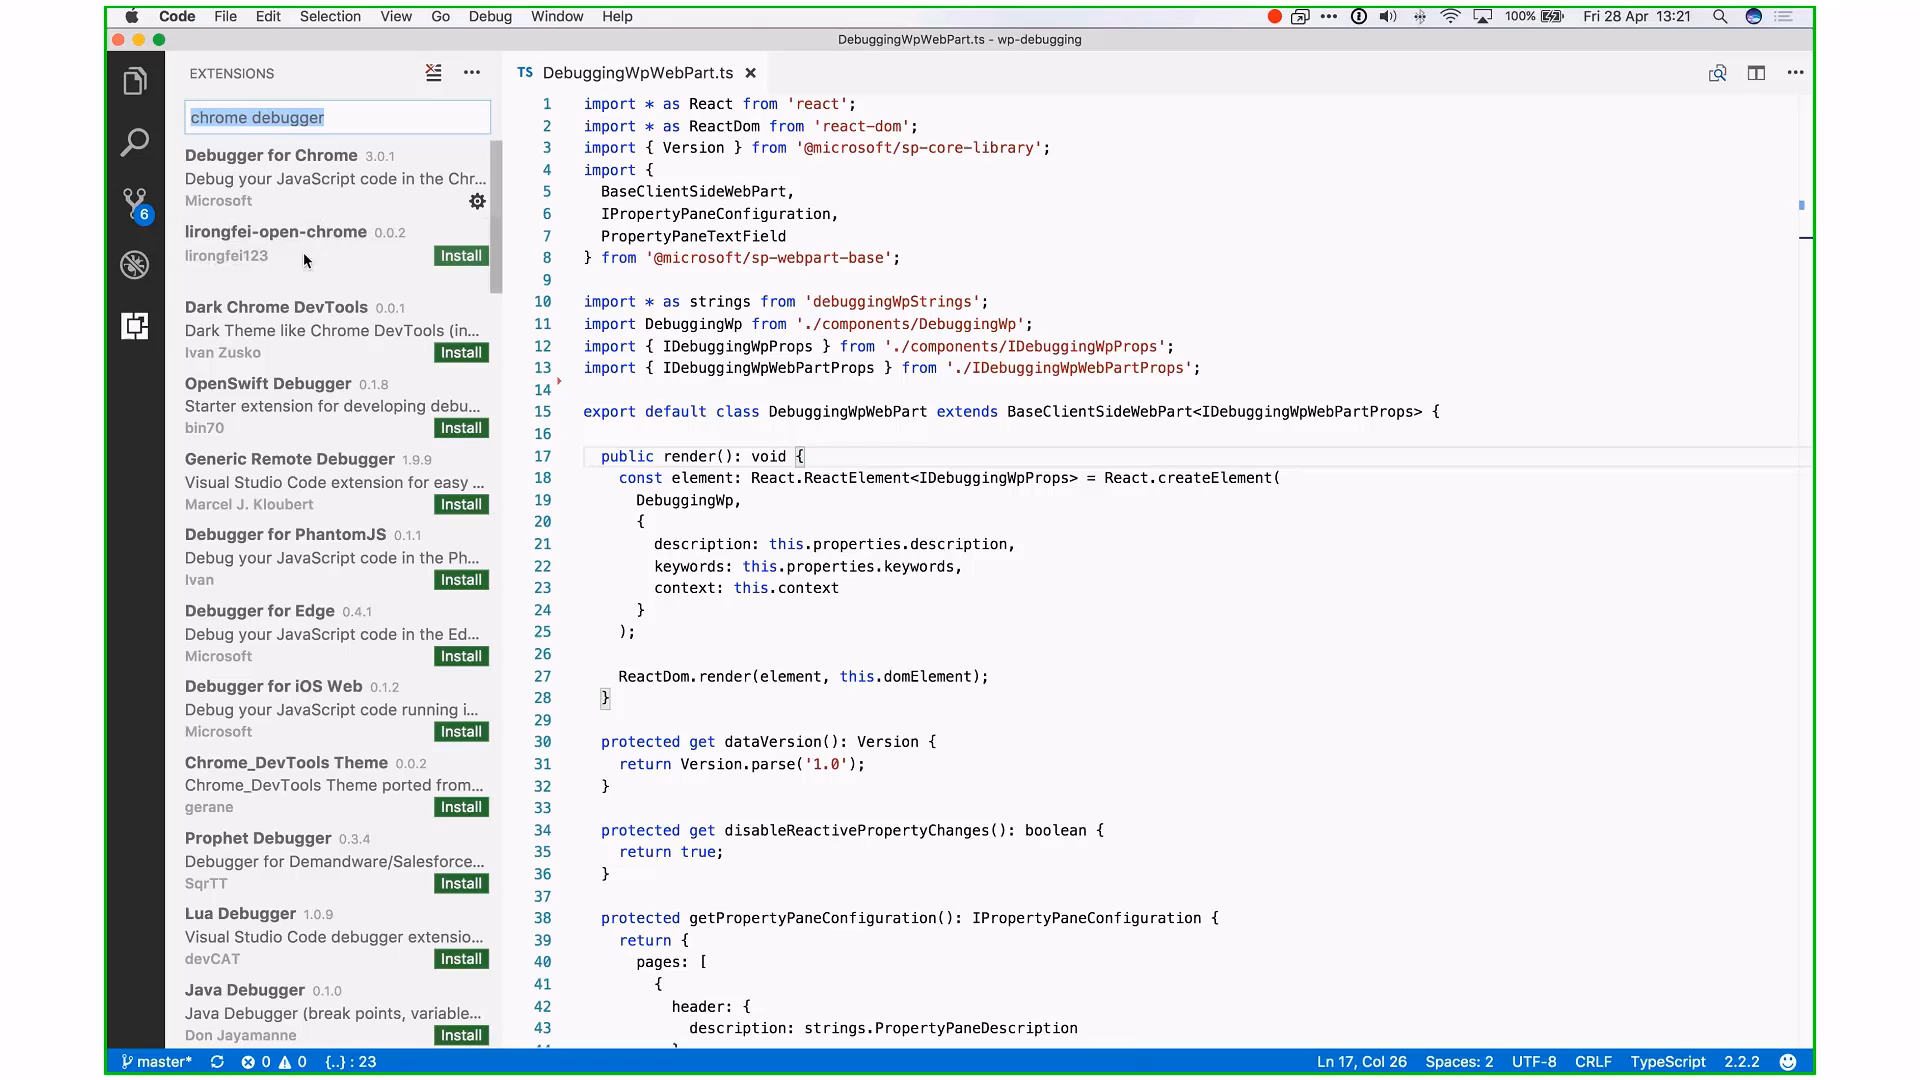 Code File Edit Selection View Go Debug Window Help 100% Fri 28 Apr 13:21
DebuggingWpWebPart.ts - wp-debugging
EXTENSIONS
chrome debugger
Debugger for Chrome 3.0.1
Debug your JavaScript code in the Chr...
Microsoft
lirongfei-open-chrome 0.0.2
lirongfei123 Install
Dark Chrome DevTools 0.0.1
Dark Theme like Chrome DevTools (in...
Ivan Zusko Install
OpenSwift Debugger 0.1.8
Starter extension for developing debu...
bin70 Install
Generic Remote Debugger 1.9.9
Visual Studio Code extension for easy ...
Marcel J. Kloubert Install
Debugger for PhantomJS 0.1.1
Debug your JavaScript code in the Ph...
Ivan Install
Debugger for Edge 0.4.1
Debug your JavaScript code in the Ed...
Microsoft Install
Debugger for iOS Web 0.1.2
Debug your JavaScript code running i...
Microsoft Install
Chrome_DevTools Theme 0.0.2
Chrome_DevTools Theme ported from...
gerane Install
Prophet Debugger 0.3.4
Debugger for Demandware/Salesforce...
SqrTT Install
Lua Debugger 1.0.9
Visual Studio Code debugger extensio...
devCAT Install
Java Debugger 0.1.0
Java Debugger (break points, variable...
Don Jayamanne Install
6
TS DebuggingWpWebPart.ts
1 import * as React from 'react';
2 import * as ReactDom from 'react-dom';
3 import { Version } from '@microsoft/sp-core-library';
4 import {
5 BaseClientSideWebPart,
6 IPropertyPaneConfiguration,
7 PropertyPaneTextField
8 } from '@microsoft/sp-webpart-base';
9
10 import * as strings from 'debuggingWpStrings';
11 import DebuggingWp from './components/DebuggingWp';
12 import { IDebuggingWpProps } from './components/IDebuggingWpProps';
13 import { IDebuggingWpWebPartProps } from './IDebuggingWpWebPartProps';
14
15 export default class DebuggingWpWebPart extends BaseClientSideWebPart<IDebuggingWpWebPartProps> {
16
17 public render(): void {
18 const element: React.ReactElement<IDebuggingWpProps> = React.createElement(
19 DebuggingWp,
20 {
21 description: this.properties.description,
22 keywords: this.properties.keywords,
23 context: this.context
24 }
25 );
26
27 ReactDom.render(element, this.domElement);
28 }
29
30 protected get dataVersion(): Version {
31 return Version.parse('1.0');
32 }
33
34 protected get disableReactivePropertyChanges(): boolean {
35 return true;
36 }
37
38 protected getPropertyPaneConfiguration(): IPropertyPaneConfiguration {
39 return {
40 pages: [
41 {
42 header: {
43 description: strings.PropertyPaneDescription
master* 0 0 {..} : 23 Ln 17, Col 26 Spaces: 2 UTF-8 CRLF TypeScript 2.2.2